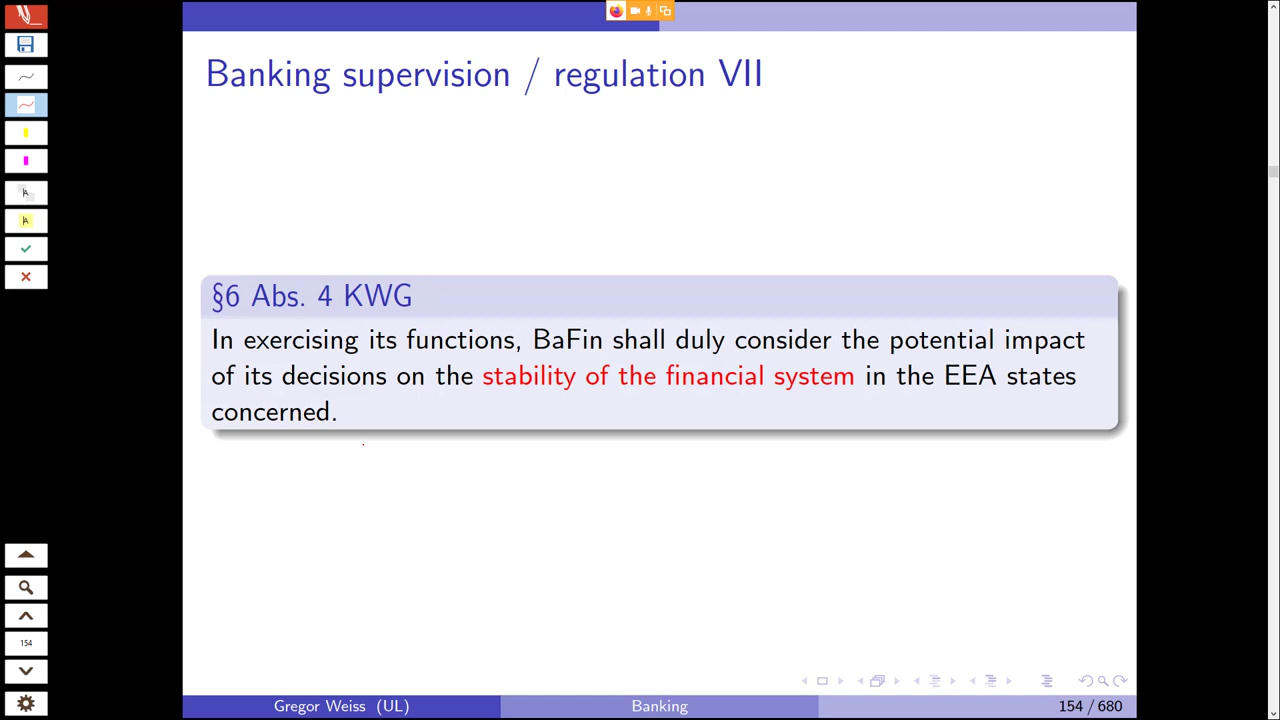 Banking supervision / regulation VII
§6 Abs. 4 KWG
In exercising its functions, BaFin shall duly consider the potential impact
of its decisions on the stability of the financial system in the EEA states
concerned.
A
A
154
Gregor Weiss (UL)
Banking
154 / 680